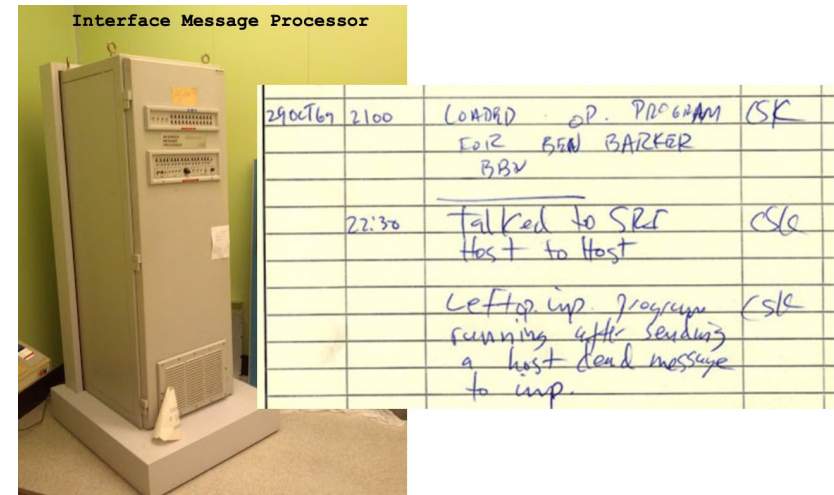 Interface Message Processor
29OCT69 2100 LOADED OP. PROGRAM CSK
FOR BEN BARKER
BBN
22:30 Talked to SRI CSK
Host to Host
Left op. imp. program CSK
running after sending
a host dead message
to imp.